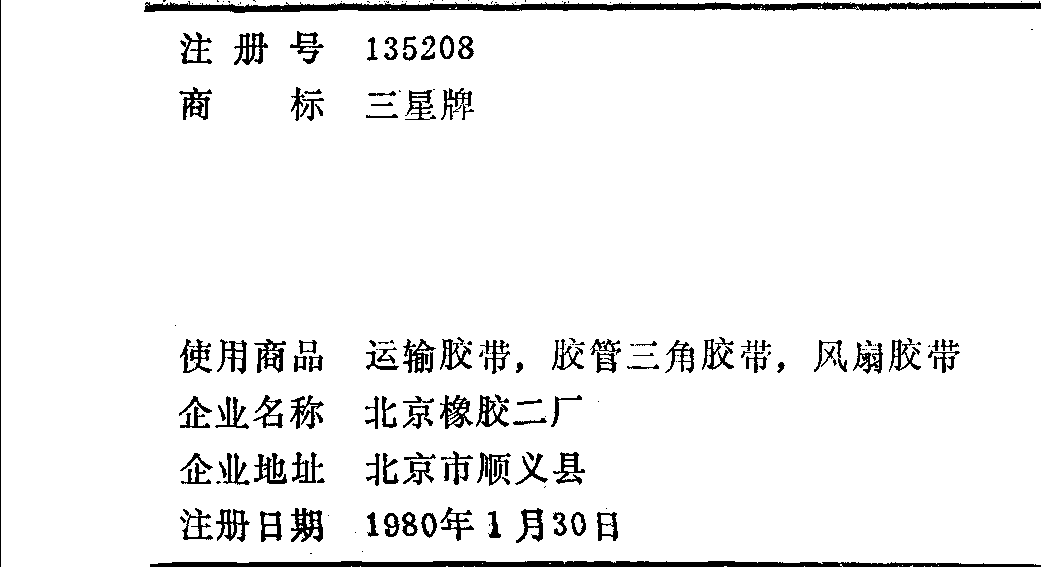 注册号 135208
商标 三星牌
使用商品 运输胶带，胶管三角胶带，风扇胶带
企业名称 北京橡胶二厂
企业地址 北京市顺义县
注册日期 1980年1月30日